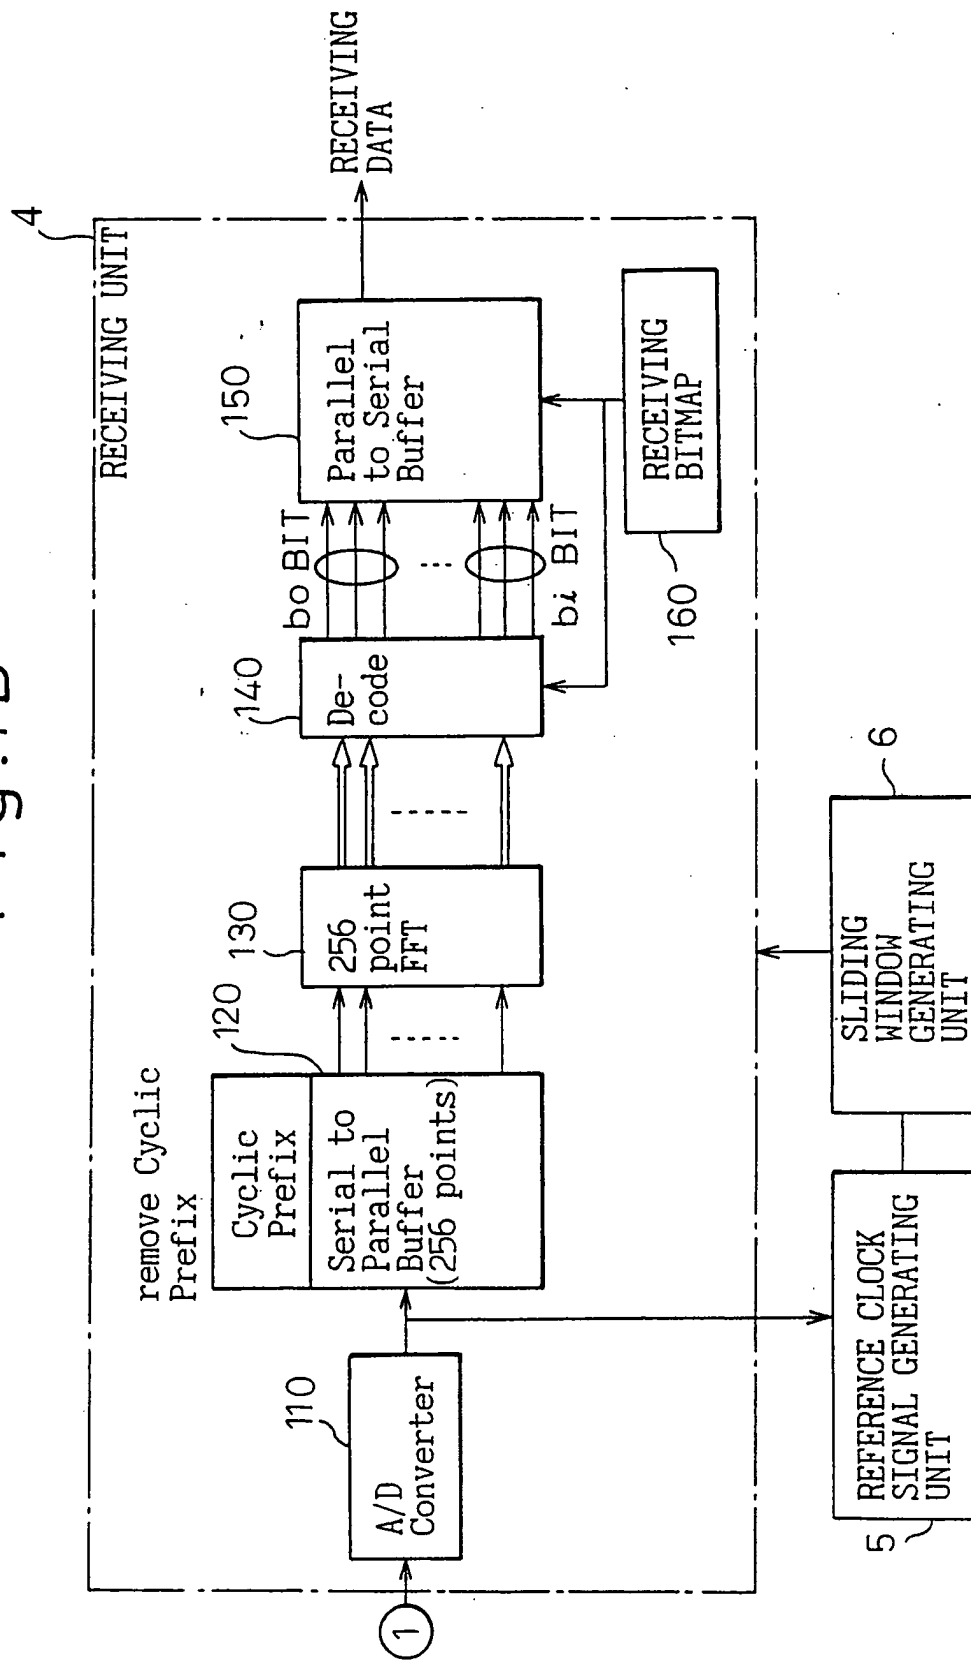 4
RECEIVING UNIT
1
110
A/D
Converter
remove Cyclic
Prefix
Cyclic
Prefix
120
Serial to
Parallel
Buffer
(256 points)
130
256
point
FFT
140
De-
code
bo BIT
bi BIT
150
Parallel
to Serial
Buffer
RECEIVING
DATA
160
RECEIVING
BITMAP
5
REFERENCE CLOCK
SIGNAL GENERATING
UNIT
6
SLIDING
WINDOW
GENERATING
UNIT